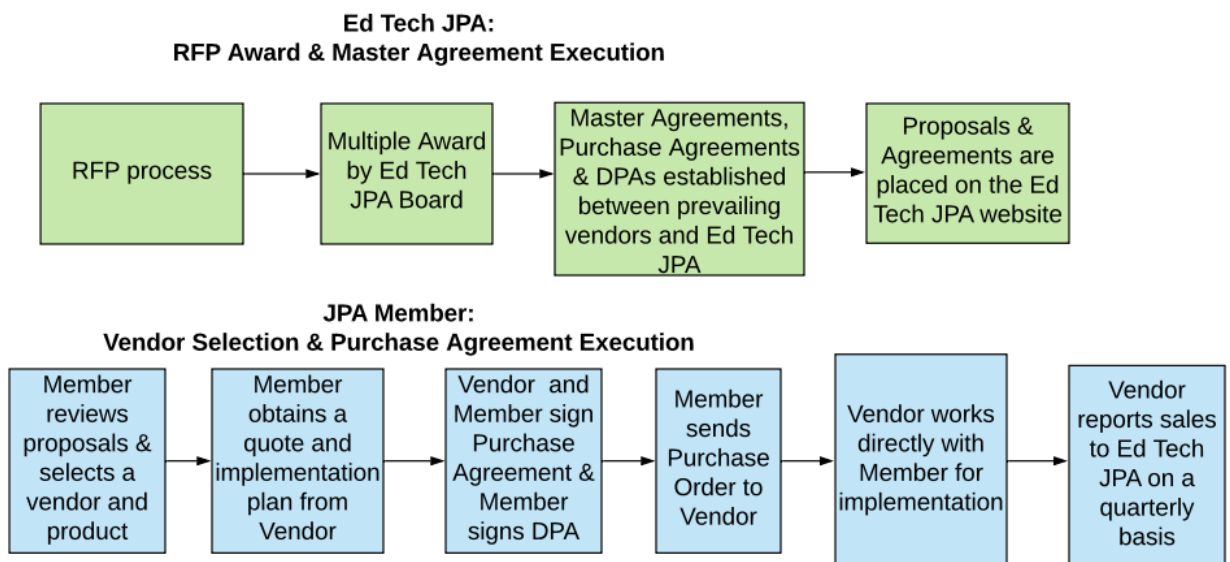 Ed Tech JPA:
RFP Award & Master Agreement Execution
RFP process
Multiple Award
by Ed Tech
JPA Board
Master Agreements,
Purchase Agreements
& DPAs established
between prevailing
vendors and Ed Tech
JPA
Proposals &
Agreements are
placed on the Ed
Tech JPA website
JPA Member:
Vendor Selection & Purchase Agreement Execution
Member
reviews
proposals &
selects a
vendor and
product
Member
obtains a
quote and
implementation
plan from
Vendor
Vendor and
Member sign
Purchase
Agreement &
Member
signs DPA
Member
sends
Purchase
Order to
Vendor
Vendor works
directly with
Member for
implementation
Vendor
reports sales
to Ed Tech
JPA on a
quarterly
basis